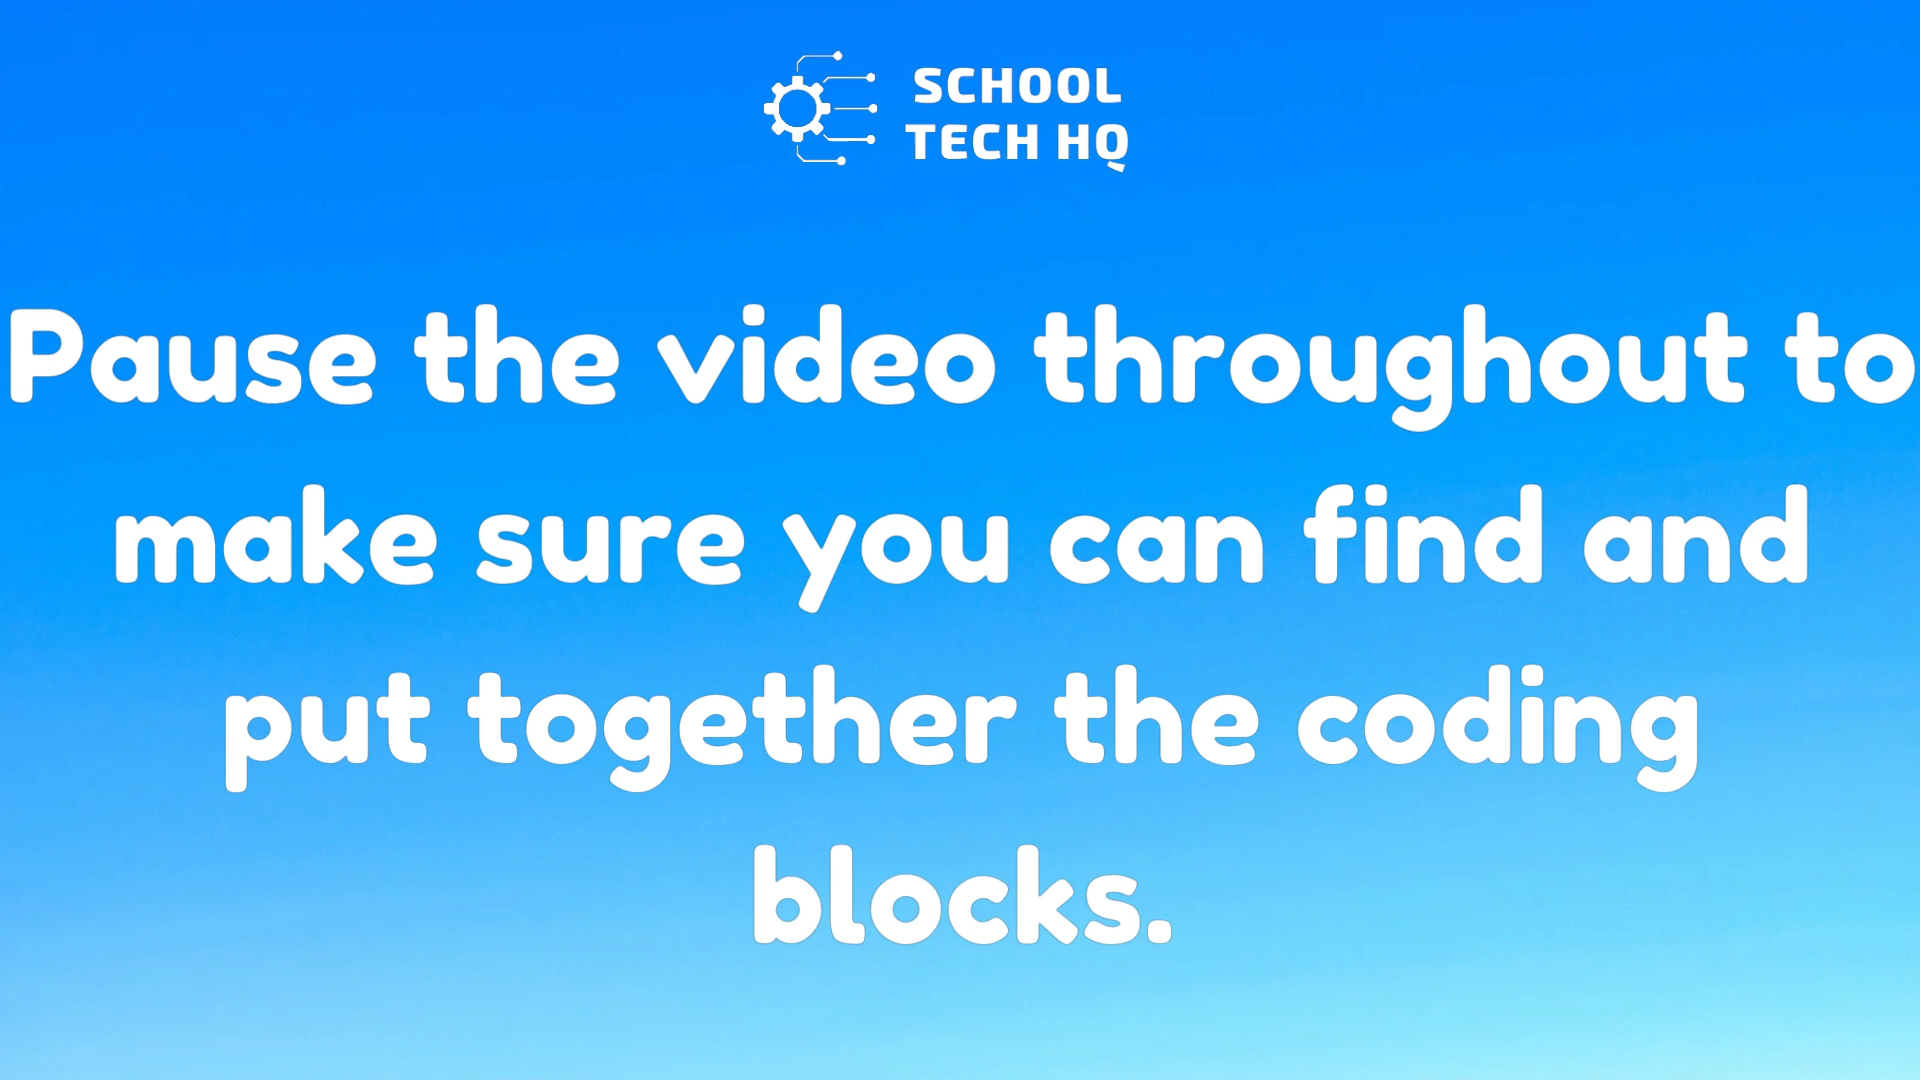 SCHOOL
TECH HQ
Pause the video throughout to
make sure you can find and
put together the coding
blocks.